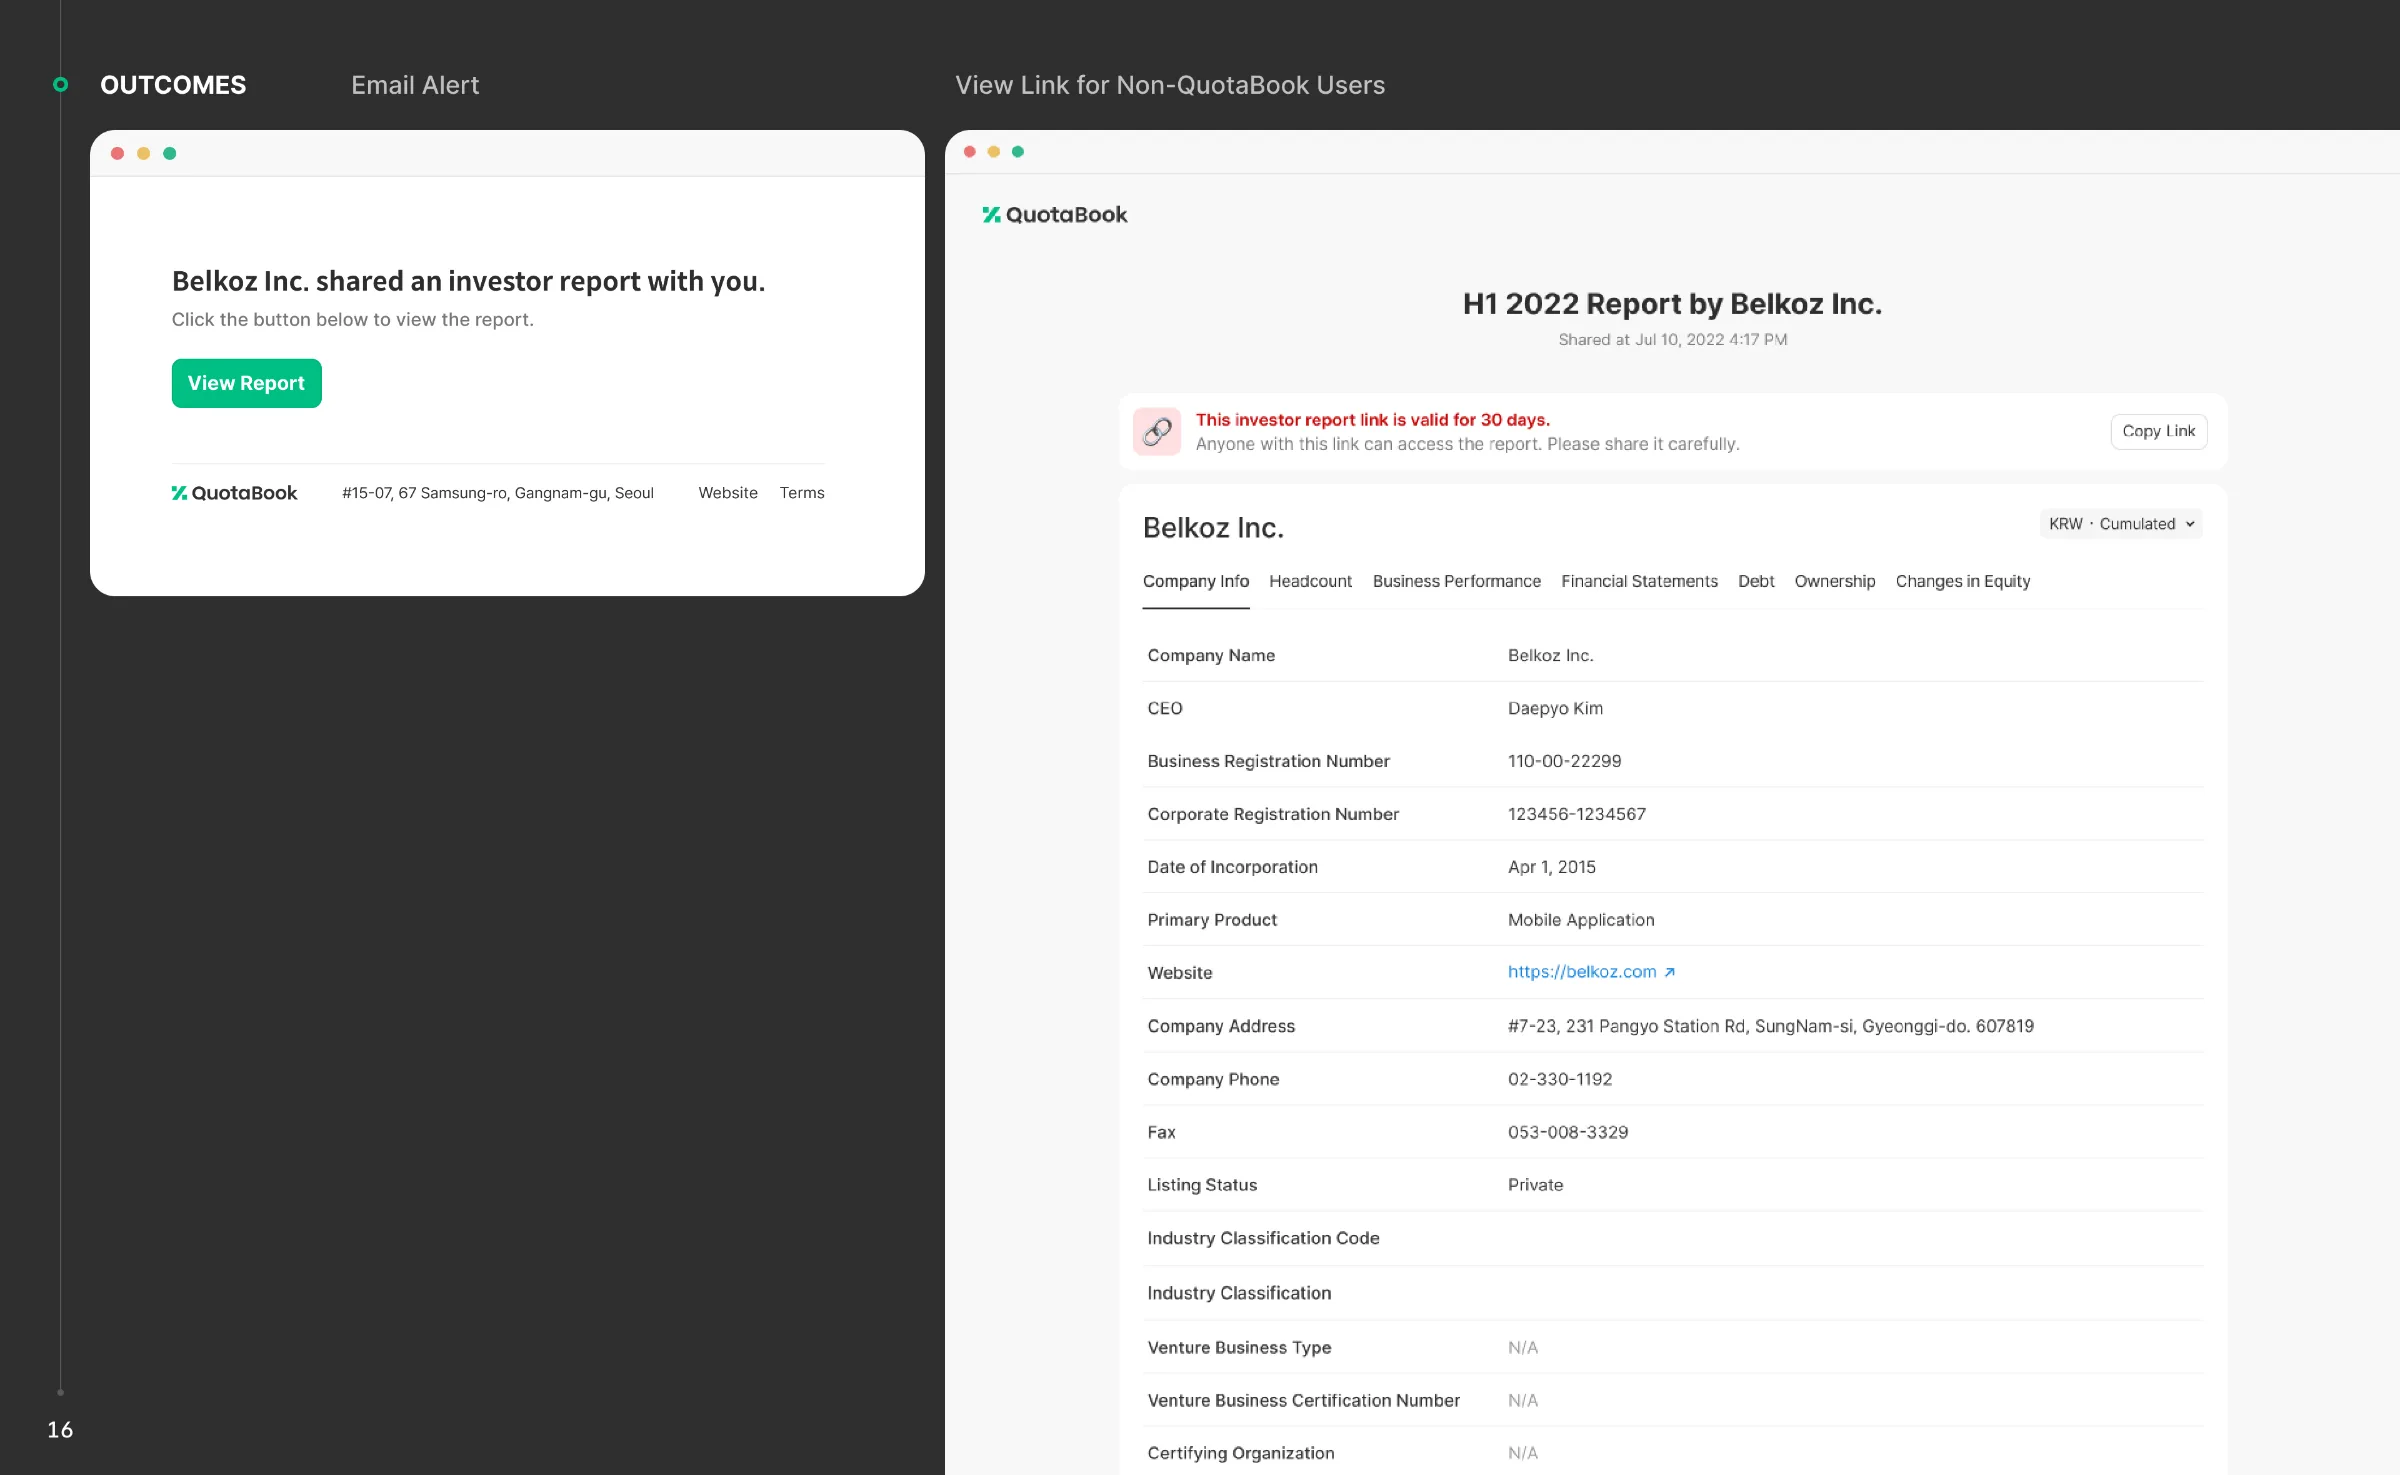 OUTCOMES
Email Alert
View Link for Non-QuotaBook Users
Belkoz Inc. shared an investor report with you.
Click the button below to view the report.
View Report
QuotaBook
#15-07, 67 Samsung-ro, Gangnam-gu, Seoul
Website
Terms
QuotaBook
H1 2022 Report by Belkoz Inc.
Shared at Jul 10, 2022 4:17 PM
This investor report link is valid for 30 days.
Anyone with this link can access the report. Please share it carefully.
Copy Link
Belkoz Inc.
KRW · Cumulated
Company Info Headcount Business Performance Financial Statements Debt Ownership Changes in Equity
Company Name Belkoz Inc.
CEO Daepyo Kim
Business Registration Number 110-00-22299
Corporate Registration Number 123456-1234567
Date of Incorporation Apr 1, 2015
Primary Product Mobile Application
Website https://belkoz.com
Company Address #7-23, 231 Pangyo Station Rd, SungNam-si, Gyeonggi-do. 607819
Company Phone 02-330-1192
Fax 053-008-3329
Listing Status Private
Industry Classification Code
Industry Classification
Venture Business Type N/A
Venture Business Certification Number N/A
Certifying Organization N/A
16